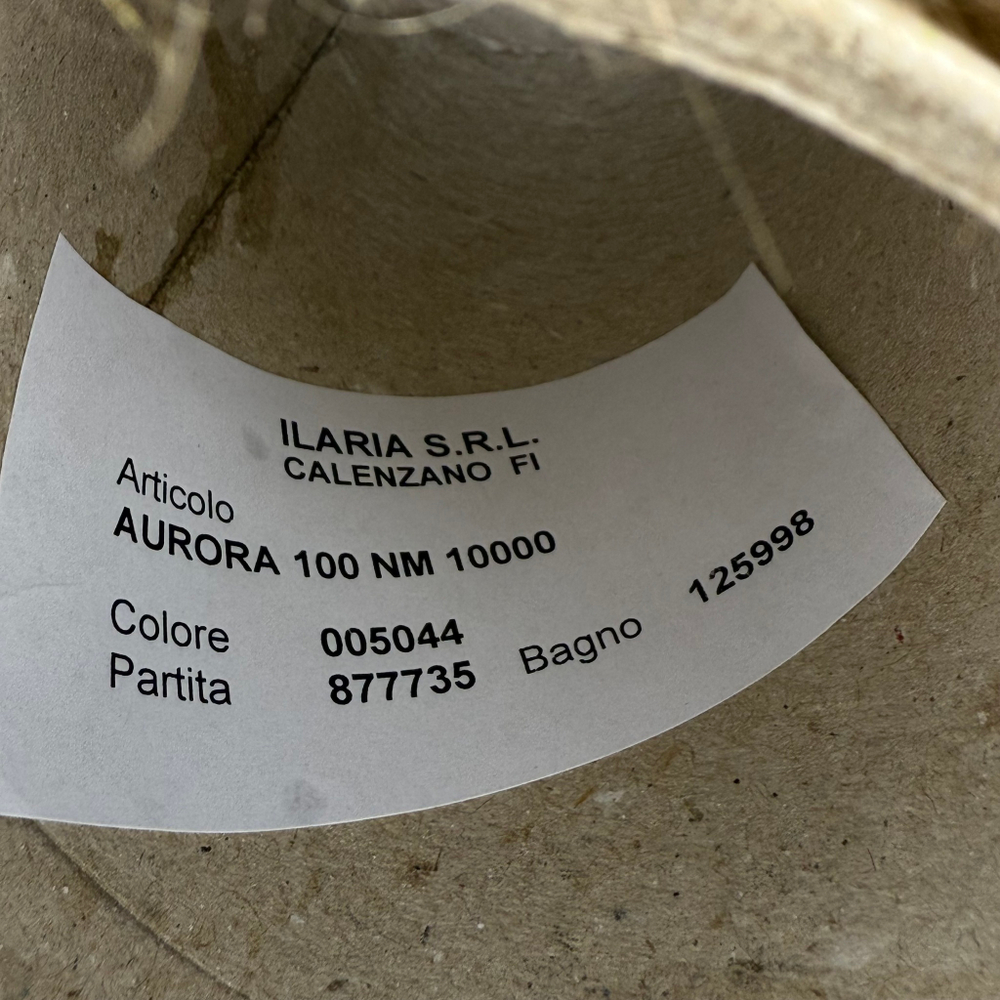 ILARIA S.R.L.
CALENZANO FI
Articolo
AURORA 100 NM 10000
Colore 005044
Partita 877735 Bagno 125998